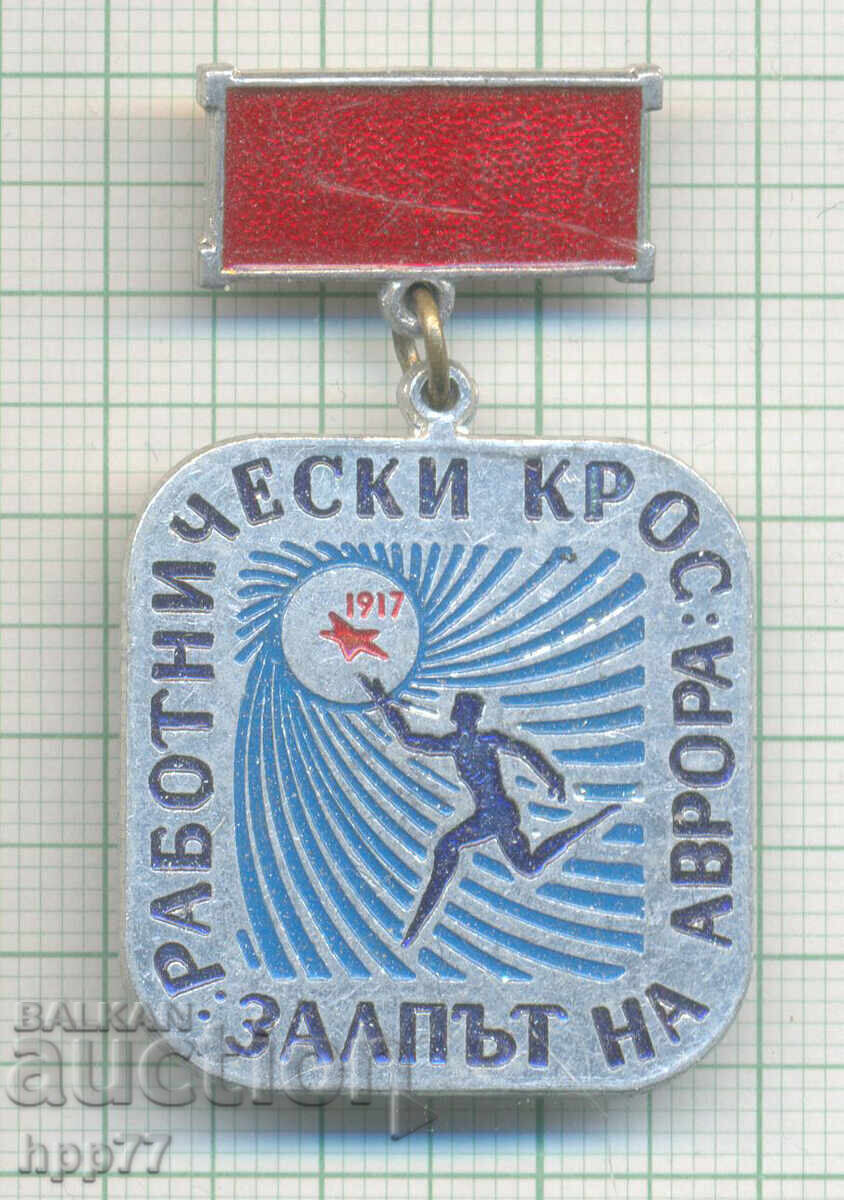 РАБОТНИЧЕСКИ КРОС:
ЗАЛПЪТ НА АВРОРА:
1917
BALKAN
auction
hpp77